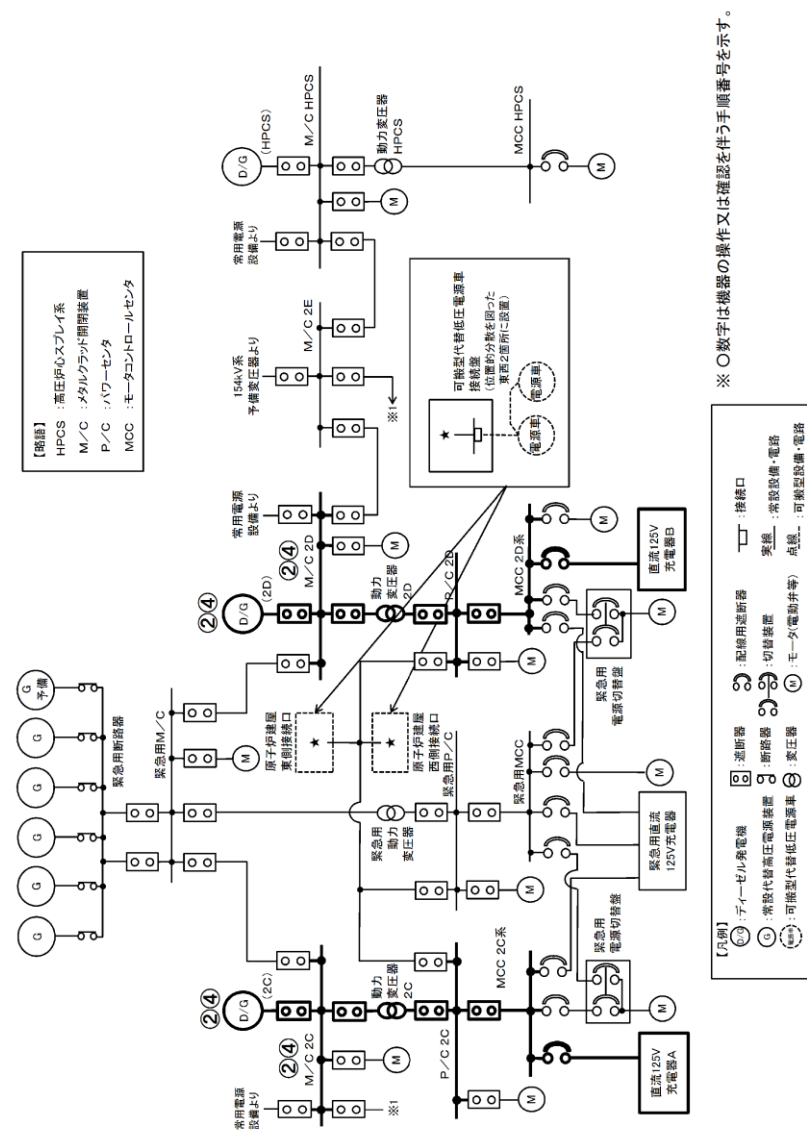 【略語】
HPCS :高圧炉心スプレイ系
M/C :メタルクラッド開閉装置
P/C :パワーセンタ
MCC :モータコントロールセンタ
D/G
(HPCS)
M/C HPCS
動力変圧器
HPCS
MCC HPCS
M
M
常用電源
設備より
154kV系
予備変圧器より
M/C 2E
※1
可搬型代替低圧電源車
接続盤
(位置的分散を図った
東西2箇所に設置)
★
電源車
電源車
常用電源
設備より
②④
D/G
(2D)
②④
M/C 2D
M
動力
変圧器
2D
P/C 2D
M
MCC 2D系
M
直流125V
充電器B
緊急用
電源切替盤
M
G
予備
G
G
G
G
G
緊急用断路器
緊急用M/C
M
原子炉建屋
東側接続口
★
原子炉建屋
西側接続口
★
緊急用
動力
変圧器
緊急用P/C
M
緊急用MCC
M
緊急用直流
125V充電器
②④
D/G
(2C)
②④
M/C 2C
常用電源
設備より
※1
M
動力
変圧器
2C
P/C 2C
M
MCC 2C系
緊急用
電源切替盤
M
直流125V
充電器A
【凡例】
D/G :ディーゼル発電機
G :常設代替高圧電源装置
電源車 :可搬型代替低圧電源車
:遮断器
:断路器
:変圧器
:配線用遮断器
:切替装置
M :モータ(電動弁等)
:接続口
実線 :常設設備・電路
点線 :可搬型設備・電路
※ ○数字は機器の操作又は確認を伴う手順番号を示す。